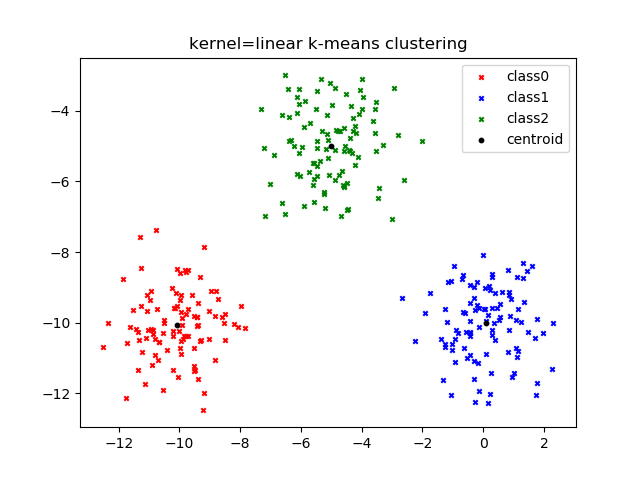 kernel=linear k-means clustering
class0
class1
class2
centroid
−4
−6
−8
−10
−12
−12 −10 −8 −6 −4 −2 0 2